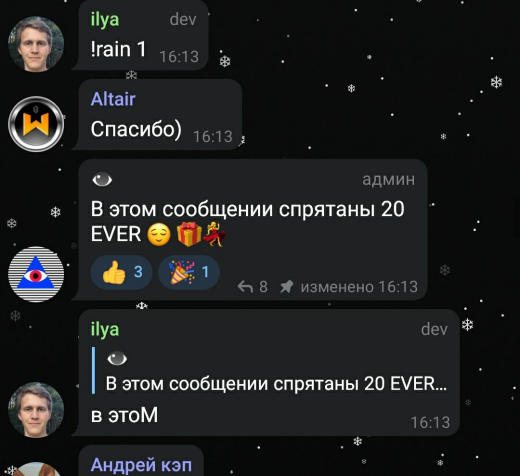 ilya dev
!rain 1 16:13
Altair
Спасибо) 16:13
👁 админ
В этом сообщении спрятаны 20
EVER 😌 🎁💃
👍 3 🎉 1
8 изменено 16:13
ilya dev
👁
В этом сообщении спрятаны 20 EVER...
в этоМ
16:13
Андрей кэп